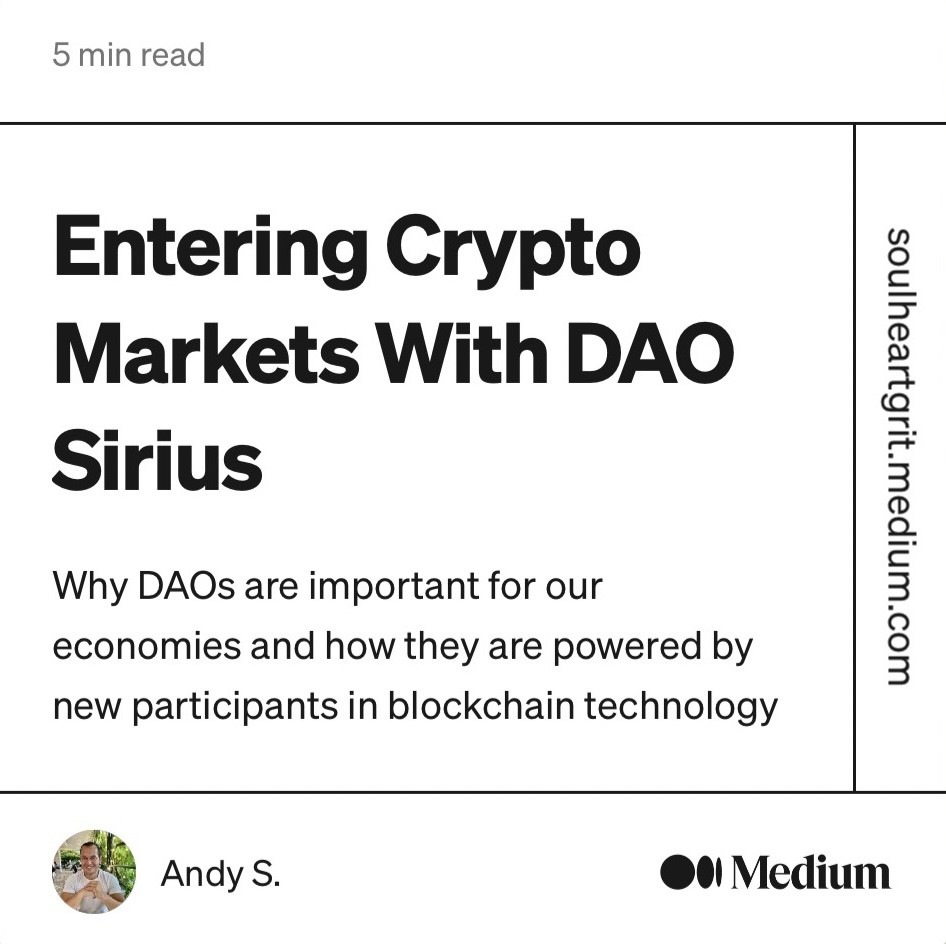 5 min read
Entering Crypto
Markets With DAO
Sirius
Why DAOs are important for our
economies and how they are powered by
new participants in blockchain technology
soulheartgrit.medium.com
Andy S.
Medium